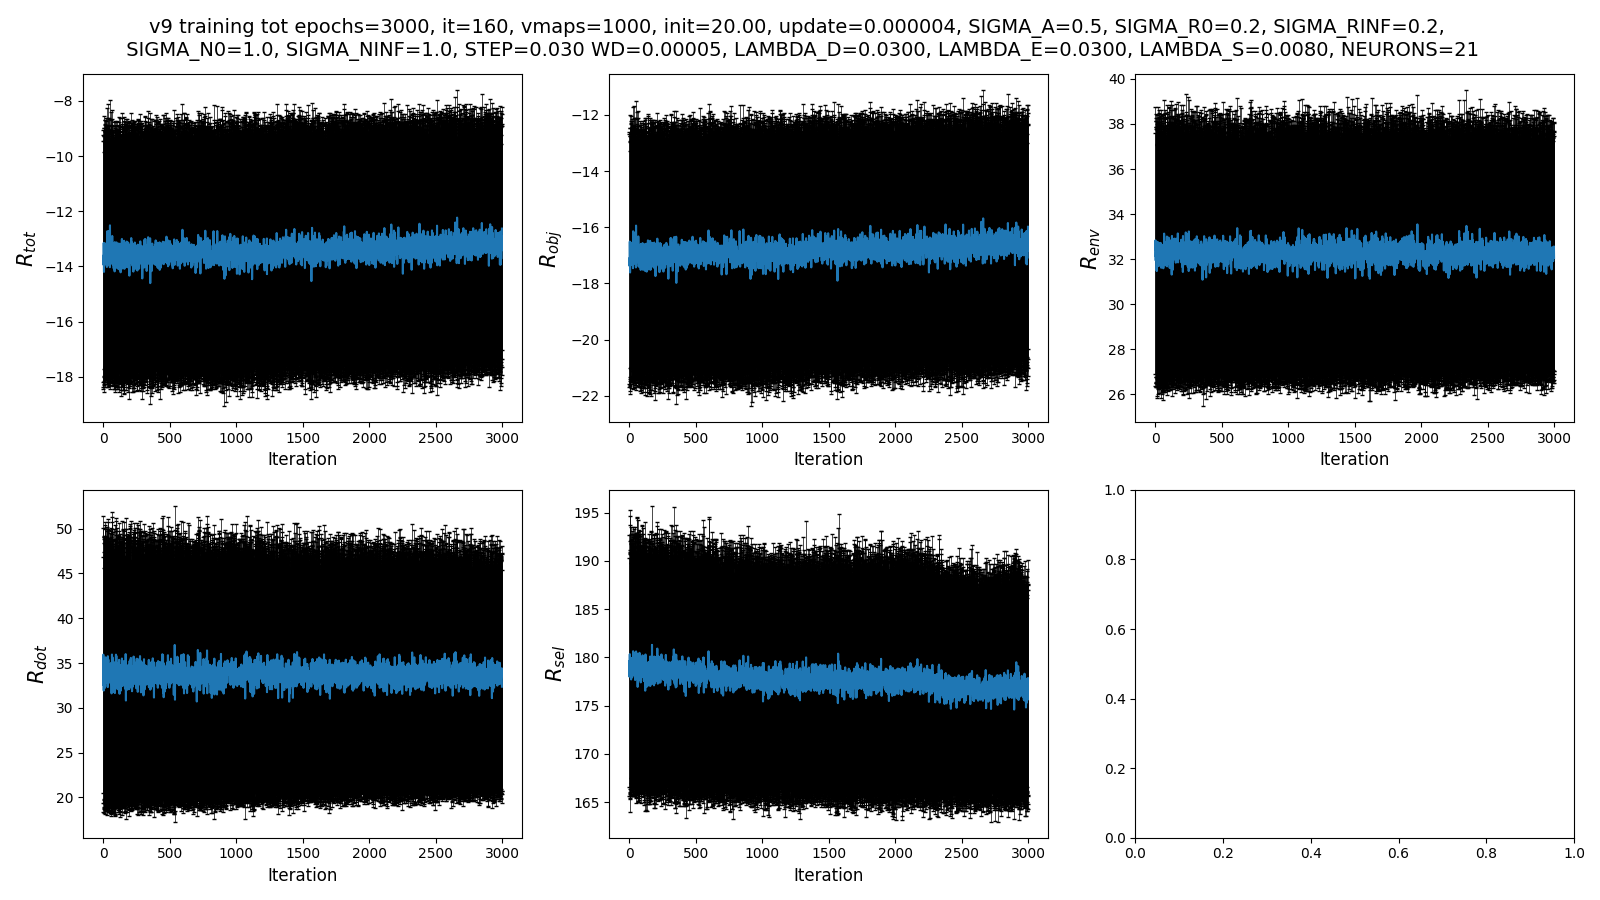 v9 training tot epochs=3000, it=160, vmaps=1000, init=20.00, update=0.000004, SIGMA_A=0.5, SIGMA_R0=0.2, SIGMA_RINF=0.2,
SIGMA_N0=1.0, SIGMA_NINF=1.0, STEP=0.030 WD=0.00005, LAMBDA_D=0.0300, LAMBDA_E=0.0300, LAMBDA_S=0.0080, NEURONS=21
R_tot
−8
−10
−12
−14
−16
−18
0 500 1000 1500 2000 2500 3000
Iteration
R_obj
−12
−14
−16
−18
−20
−22
0 500 1000 1500 2000 2500 3000
Iteration
R_env
40
38
36
34
32
30
28
26
0 500 1000 1500 2000 2500 3000
Iteration
R_dot
50
45
40
35
30
25
20
0 500 1000 1500 2000 2500 3000
Iteration
R_sel
195
190
185
180
175
170
165
0 500 1000 1500 2000 2500 3000
Iteration
1.0
0.8
0.6
0.4
0.2
0.0
0.0 0.2 0.4 0.6 0.8 1.0